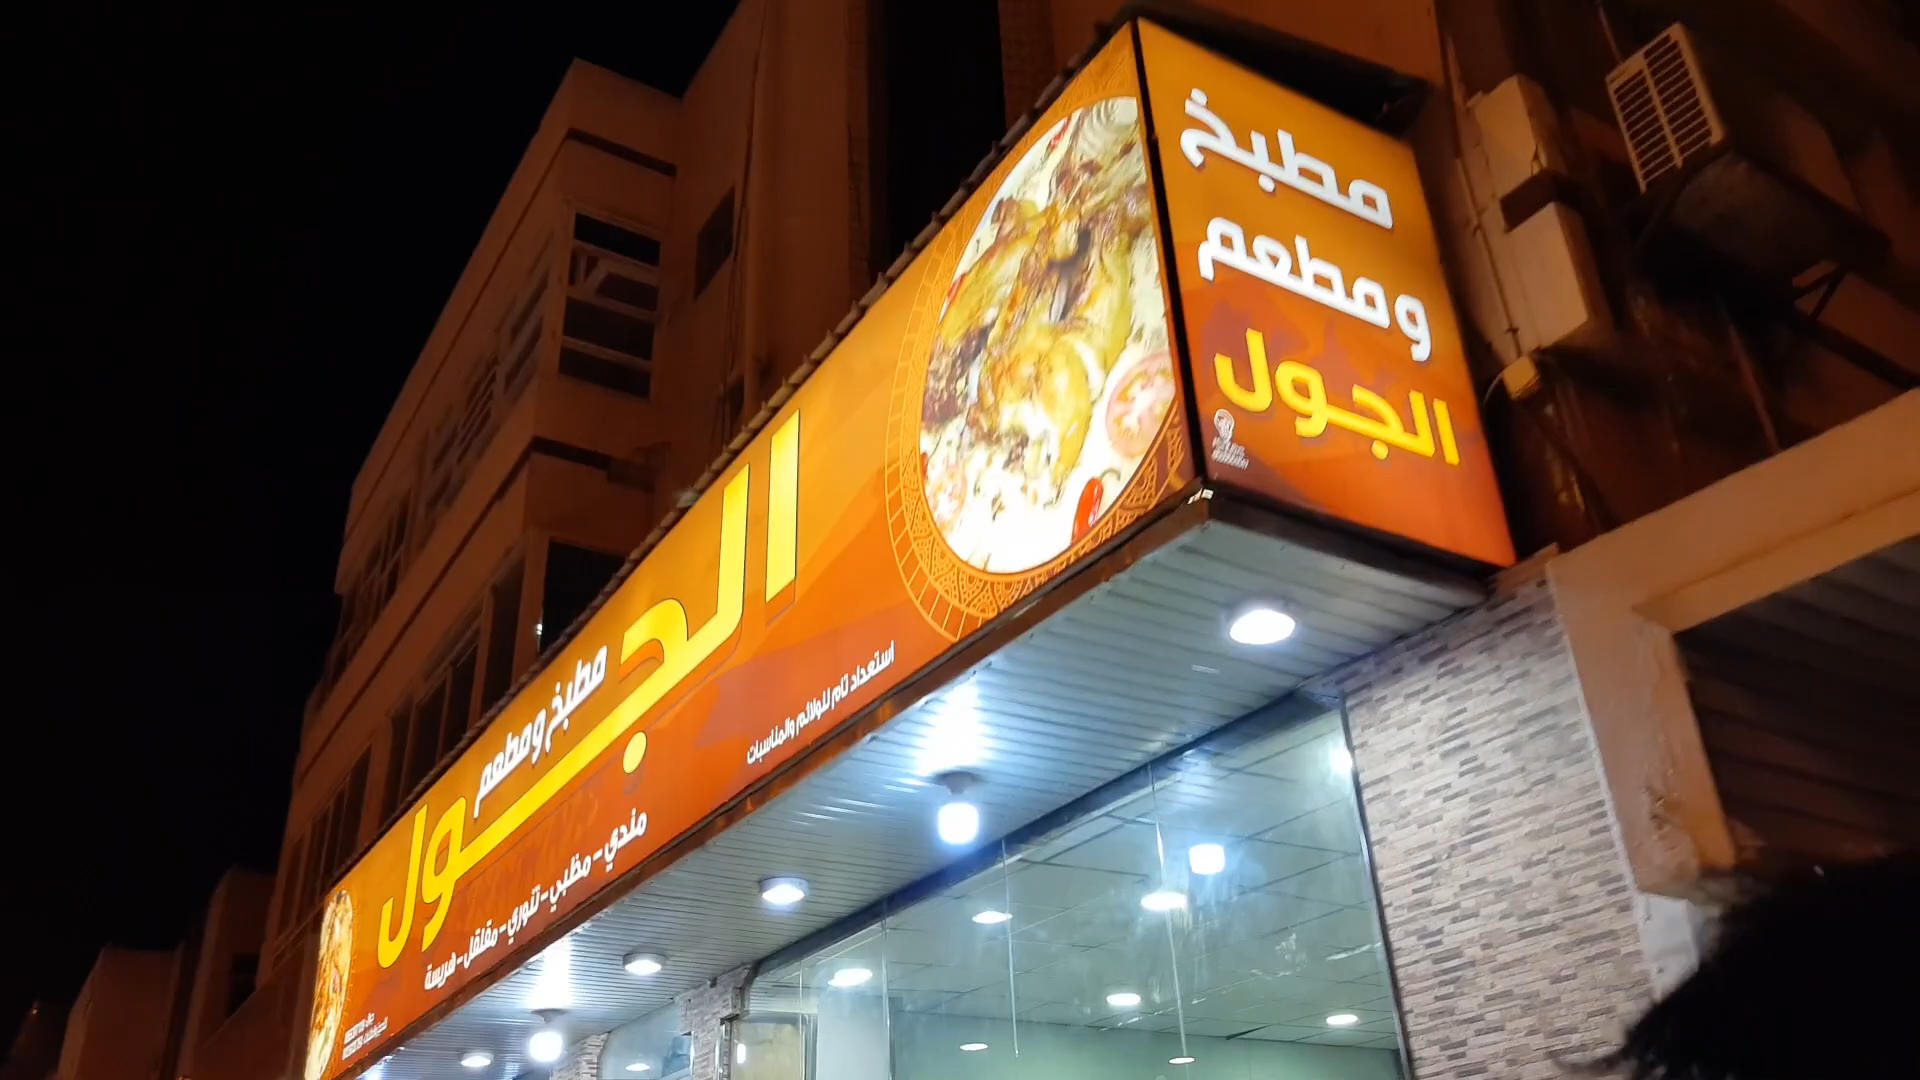 مطبخ
ومطعم
الجول
مطبخ ومطعم
الجول
استعداد تام للولائم والمناسبات
مندي - مظبي - تنوري - مقلقل - هريسة